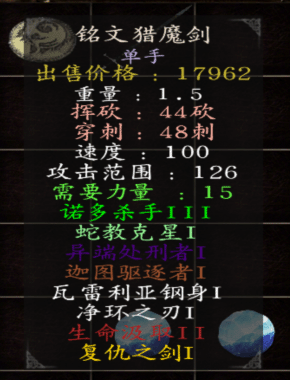 铭文猎魔剑
单手
出售价格 : 17962
重量 : 1.5
挥砍 : 44砍
穿刺 : 48刺
速度 : 100
攻击范围 : 126
需要力量 : 15
诺多杀手III
蛇教克星I
异端处刑者I
迦图驱逐者I
瓦雷利亚钢身I
净环之刃I
生命汲取II
复仇之剑I